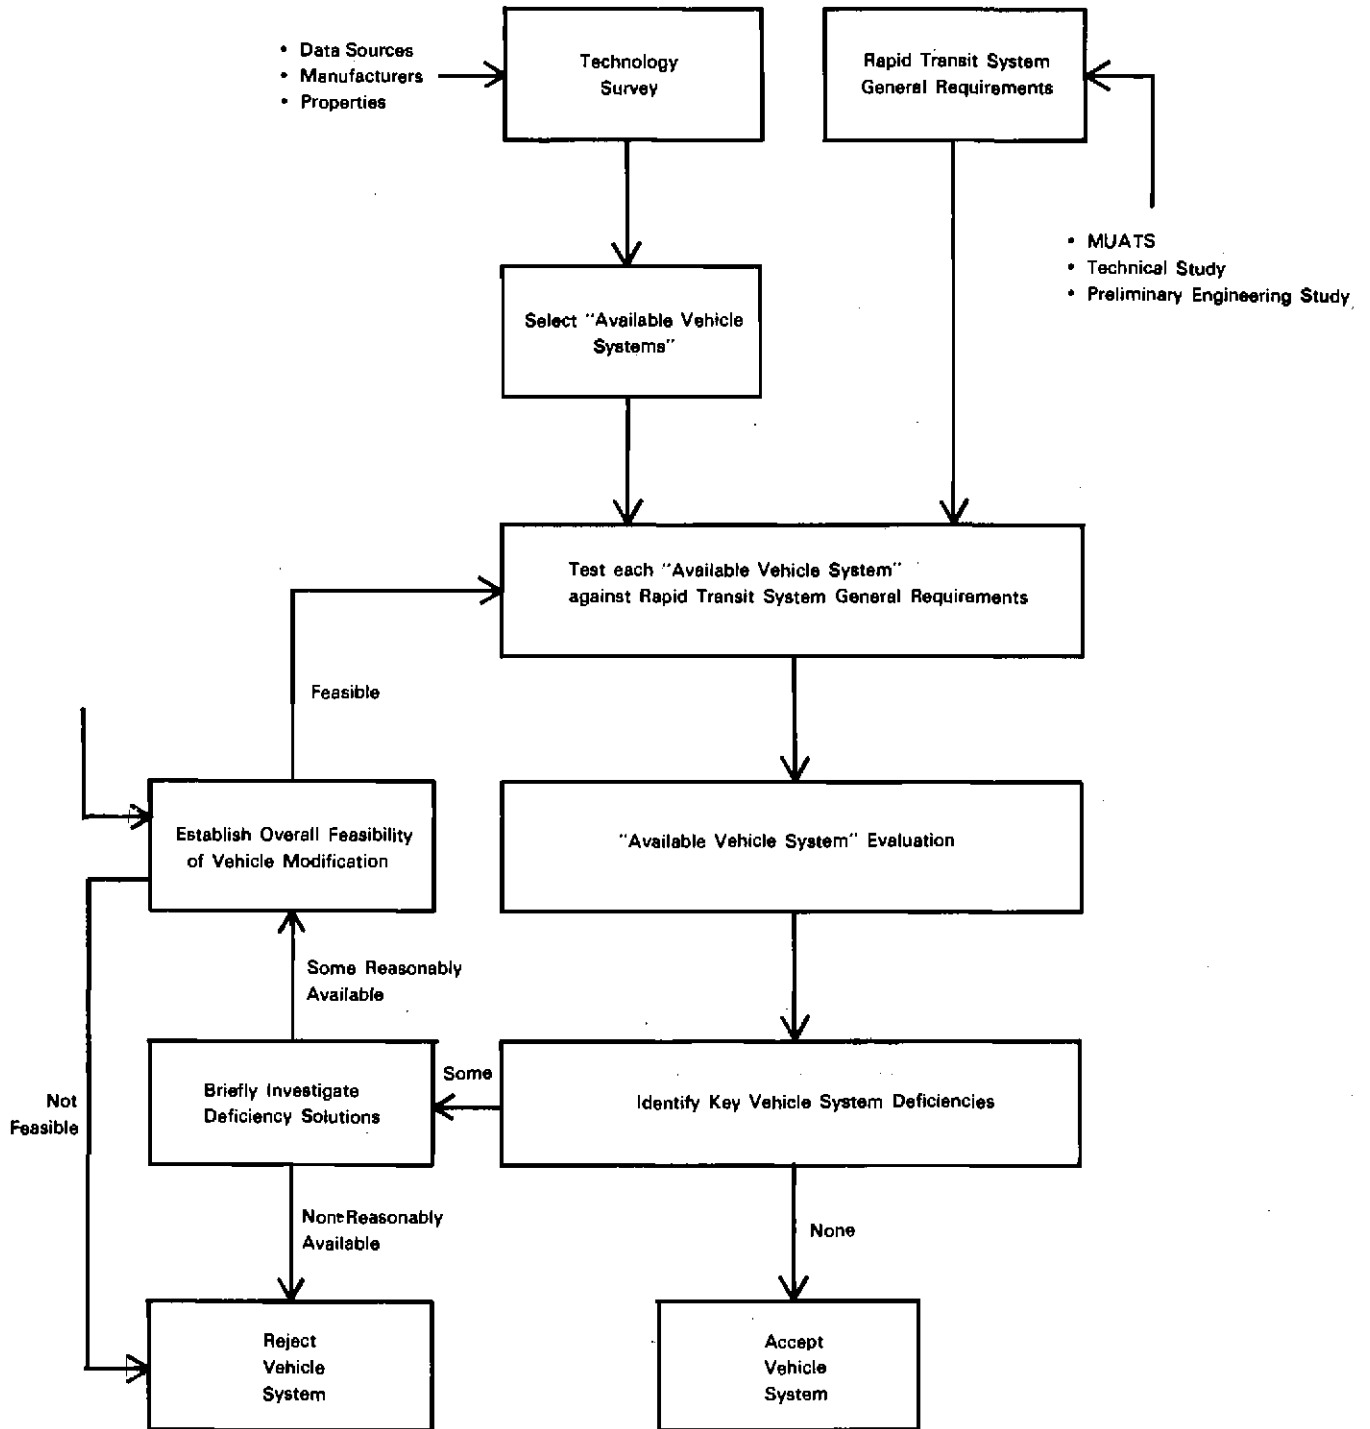 • Data Sources
• Manufacturers
• Properties
Technology
Survey
Rapid Transit System
General Requirements
• MUATS
• Technical Study
• Preliminary Engineering Study
Select "Available Vehicle
Systems"
Test each "Available Vehicle System"
against Rapid Transit System General Requirements
Feasible
Establish Overall Feasibility
of Vehicle Modification
"Available Vehicle System" Evaluation
Some Reasonably
Available
Briefly Investigate
Deficiency Solutions
Some
Identify Key Vehicle System Deficiencies
Not
Feasible
Non-Reasonably
Available
None
Reject
Vehicle
System
Accept
Vehicle
System